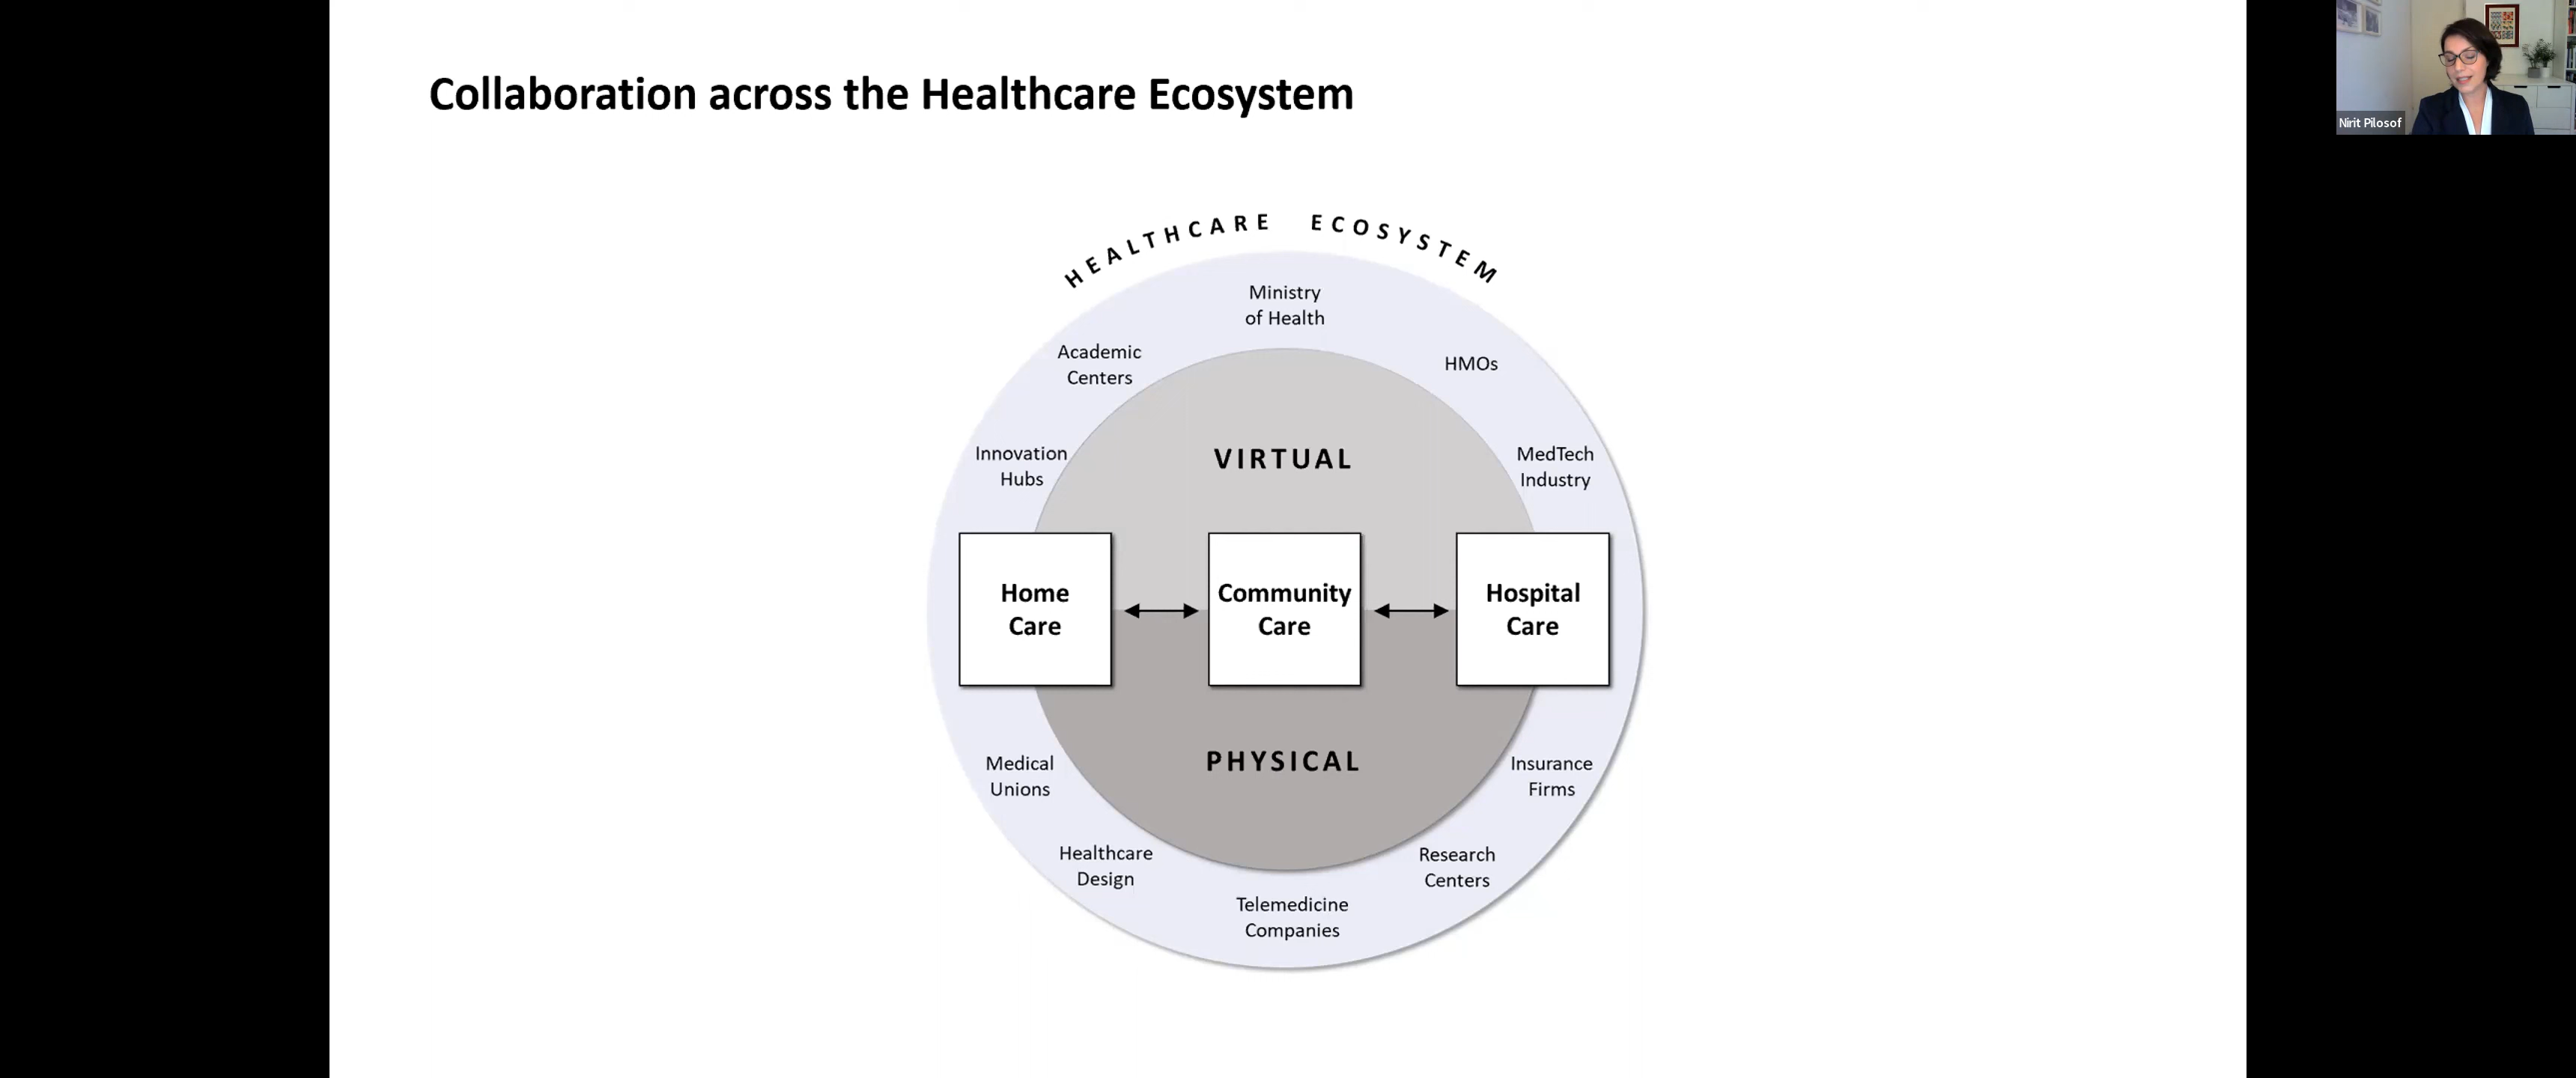 Collaboration across the Healthcare Ecosystem
Nirit Pilosof
HEALTHCARE ECOSYSTEM
Ministry
of Health
Academic
Centers
HMOs
Innovation
Hubs
VIRTUAL
MedTech
Industry
Home
Care
Community
Care
Hospital
Care
Medical
Unions
PHYSICAL
Insurance
Firms
Healthcare
Design
Research
Centers
Telemedicine
Companies